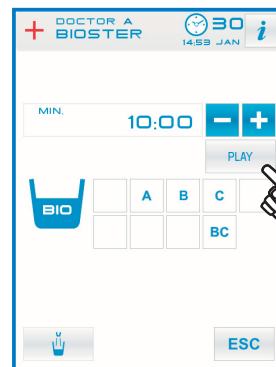 DOCTOR A
BIOSTER
30
14:53 JAN
i
MIN.
10:00
− +
PLAY
BIO
A B C
BC
ESC